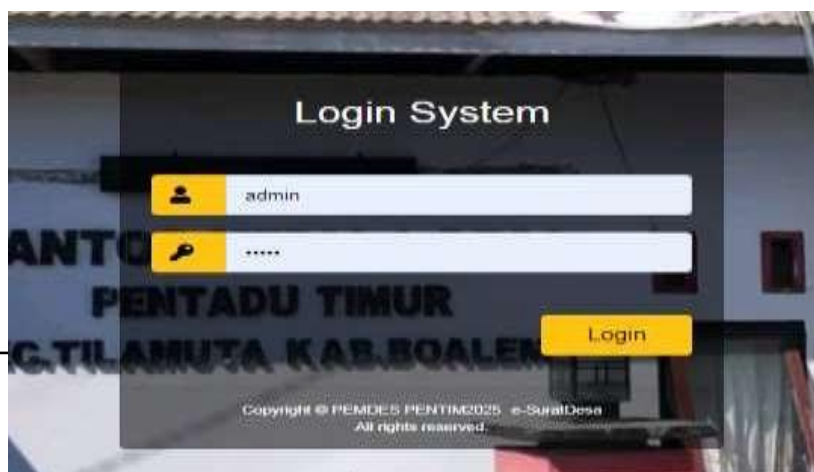 Login System
admin
•••••
PENTADU TIMUR
Login
Copyright © PEMDES PENTIM2025 e-SuratDesa
All rights reserved.